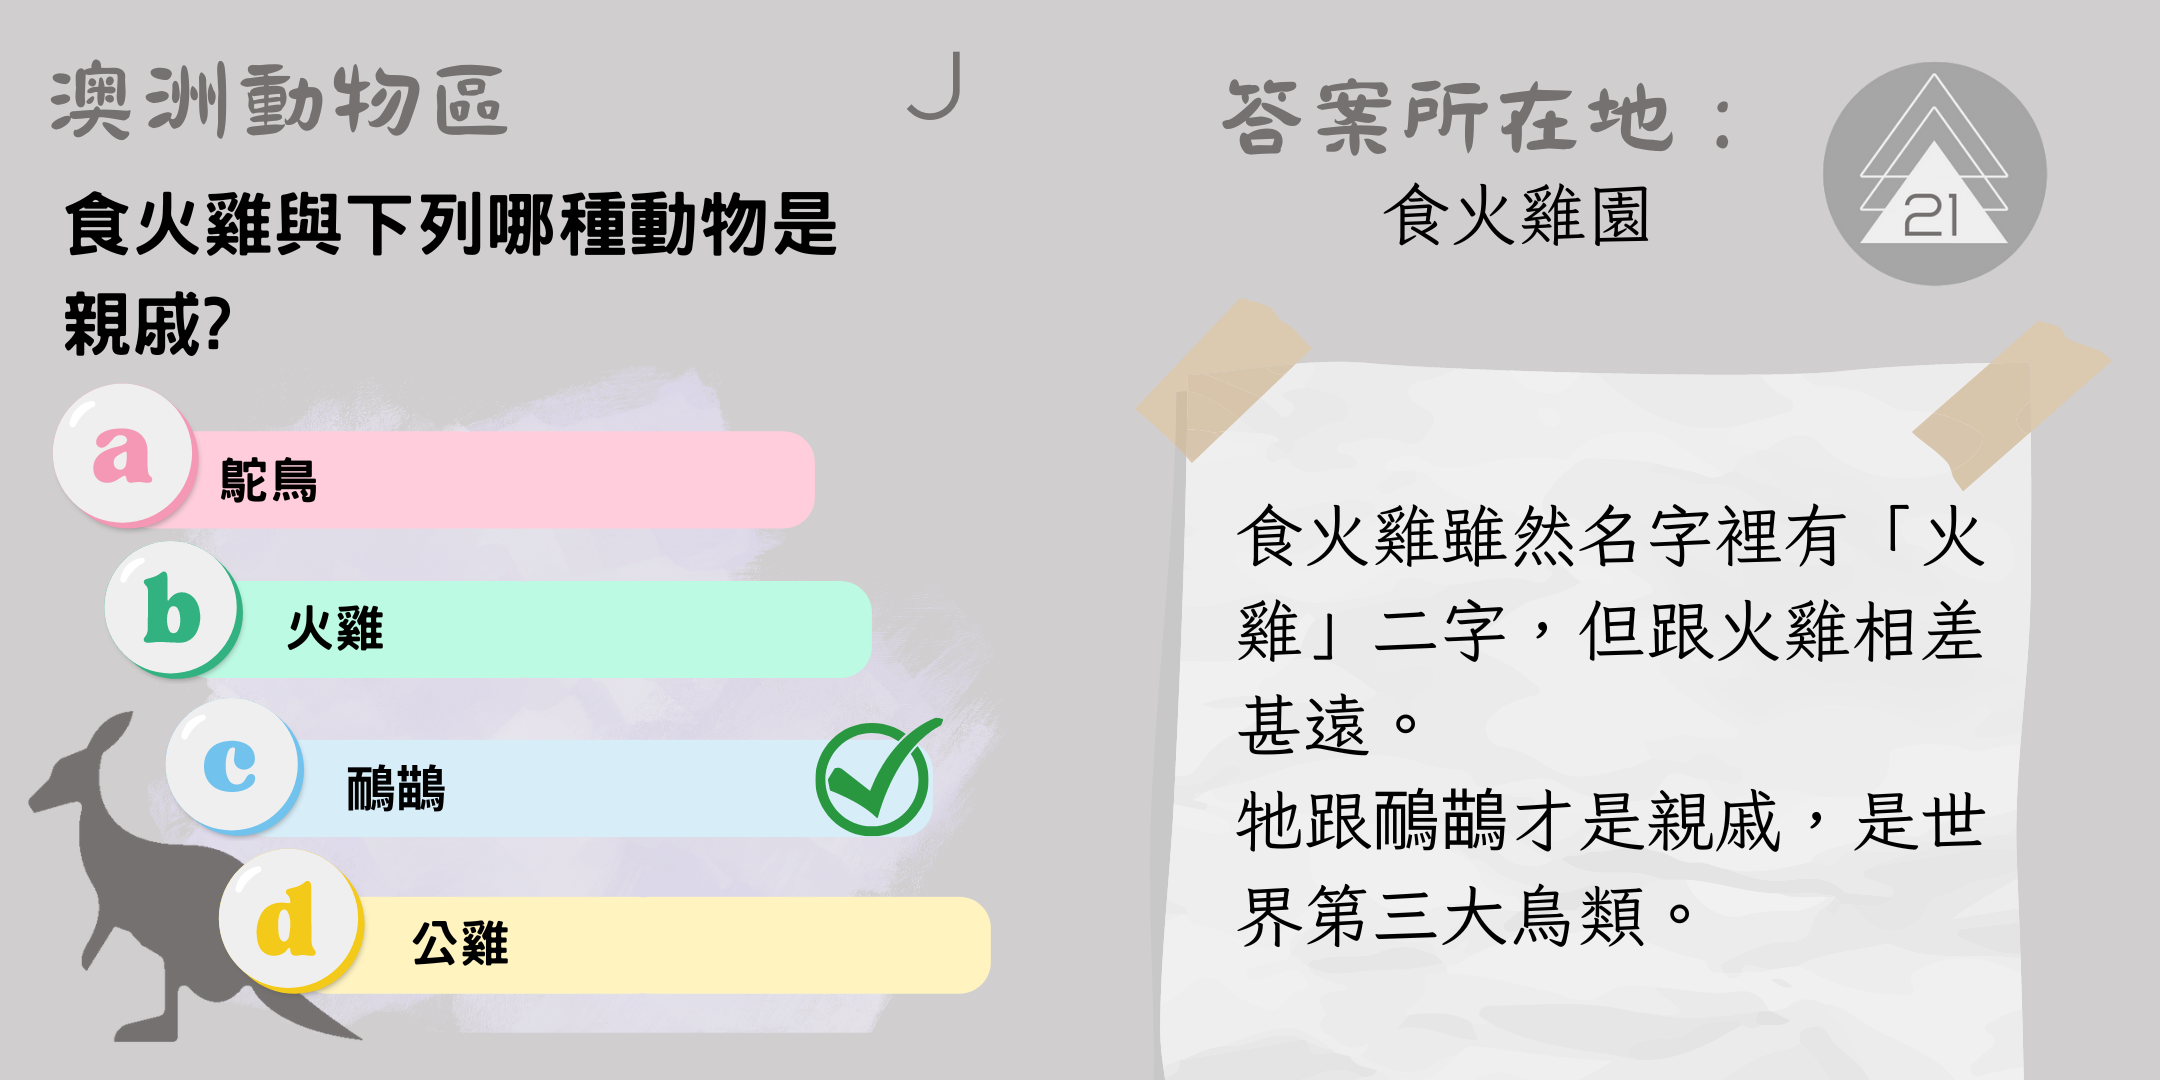 澳洲動物區
J
食火雞與下列哪種動物是
親戚?
a
鴕鳥
b
火雞
c
鴯鶓
d
公雞
答案所在地：
食火雞園
21
食火雞雖然名字裡有「火
雞」二字，但跟火雞相差
甚遠。
牠跟鴯鶓才是親戚，是世
界第三大鳥類。